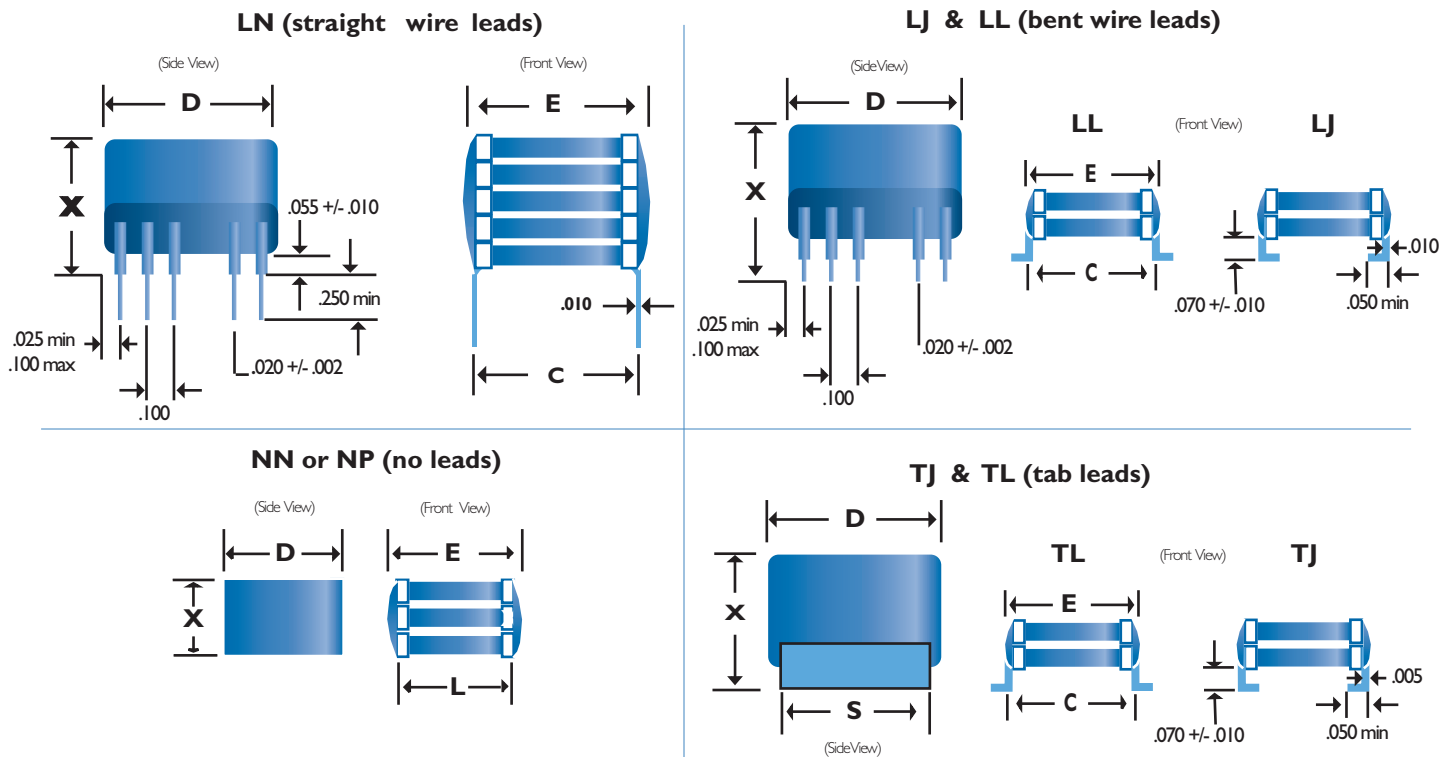 LN (straight wire leads)
(Side View)
(Front View)
D
E
X
.055 +/- .010
.250 min
.025 min
.100 max
.020 +/- .002
.100
.010
C
LJ & LL (bent wire leads)
(SideView)
D
LL
(Front View)
LJ
X
E
C
.010
.070 +/- .010
.050 min
.025 min
.100 max
.020 +/- .002
.100
NN or NP (no leads)
(Side View)
(Front View)
D
E
X
L
TJ & TL (tab leads)
D
TL
(Front View)
TJ
X
E
S
C
.005
.070 +/- .010
.050 min
(SideView)